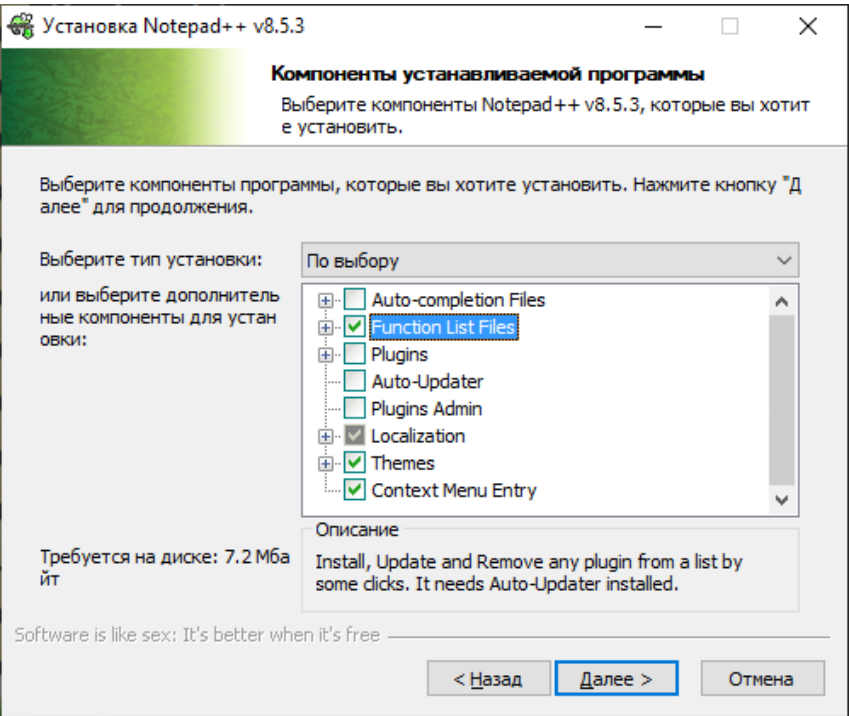 Установка Notepad++ v8.5.3
Компоненты устанавливаемой программы
Выберите компоненты Notepad++ v8.5.3, которые вы хотит
е установить.
Выберите компоненты программы, которые вы хотите установить. Нажмите кнопку "Д
алее" для продолжения.
Выберите тип установки:
По выбору
или выберите дополнитель
ные компоненты для устан
овки:
Auto-completion Files
Function List Files
Plugins
Auto-Updater
Plugins Admin
Localization
Themes
Context Menu Entry
Требуется на диске: 7.2 Мба
йт
Описание
Install, Update and Remove any plugin from a list by
some clicks. It needs Auto-Updater installed.
Software is like sex: It's better when it's free
< Назад
Далее >
Отмена